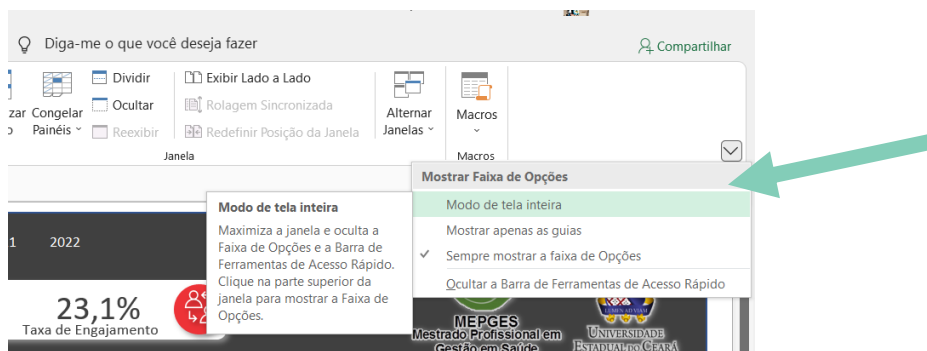 Diga-me o que você deseja fazer
Compartilhar
Dividir
Exibir Lado a Lado
zar Congelar
Ocultar
Rolagem Sincronizada
Alternar
Macros
o Painéis
Reexibir
Redefinir Posição da Janela
Janelas
Janela
Macros
Mostrar Faixa de Opções
Modo de tela inteira
Mostrar apenas as guias
Sempre mostrar a faixa de Opções
Ocultar a Barra de Ferramentas de Acesso Rápido
Modo de tela inteira
Maximiza a janela e oculta a
Faixa de Opções e a Barra de
Ferramentas de Acesso Rápido.
Clique na parte superior da
janela para mostrar a Faixa de
Opções.
1 2022
23,1%
Taxa de Engajamento
MEPGES
Mestrado Profissional em
Gestão em Saúde
LUMEN AD VIAM
UNIVERSIDADE
ESTADUAL DO CEARÁ